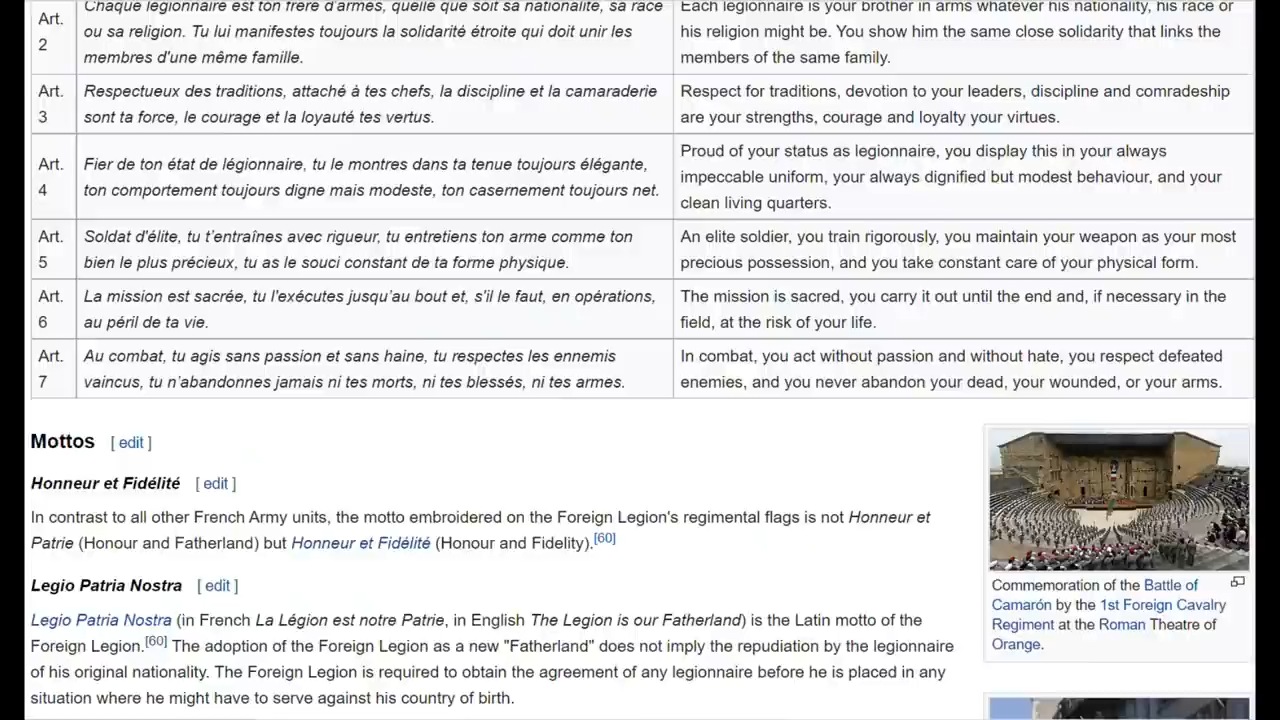 Art.
2
Chaque légionnaire est ton frère d'armes, quelle que soit sa nationalité, sa race
ou sa religion. Tu lui manifestes toujours la solidarité étroite qui doit unir les
membres d'une même famille.
Each legionnaire is your brother in arms whatever his nationality, his race or
his religion might be. You show him the same close solidarity that links the
members of the same family.
Art.
3
Respectueux des traditions, attaché à tes chefs, la discipline et la camaraderie
sont ta force, le courage et la loyauté tes vertus.
Respect for traditions, devotion to your leaders, discipline and comradeship
are your strengths, courage and loyalty your virtues.
Art.
4
Fier de ton état de légionnaire, tu le montres dans ta tenue toujours élégante,
ton comportement toujours digne mais modeste, ton casernement toujours net.
Proud of your status as legionnaire, you display this in your always
impeccable uniform, your always dignified but modest behaviour, and your
clean living quarters.
Art.
5
Soldat d'élite, tu t’entraînes avec rigueur, tu entretiens ton arme comme ton
bien le plus précieux, tu as le souci constant de ta forme physique.
An elite soldier, you train rigorously, you maintain your weapon as your most
precious possession, and you take constant care of your physical form.
Art.
6
La mission est sacrée, tu l'exécutes jusqu’au bout et, s'il le faut, en opérations,
au péril de ta vie.
The mission is sacred, you carry it out until the end and, if necessary in the
field, at the risk of your life.
Art.
7
Au combat, tu agis sans passion et sans haine, tu respectes les ennemis
vaincus, tu n’abandonnes jamais ni tes morts, ni tes blessés, ni tes armes.
In combat, you act without passion and without hate, you respect defeated
enemies, and you never abandon your dead, your wounded, or your arms.
Mottos [ edit ]
Honneur et Fidélité [ edit ]
In contrast to all other French Army units, the motto embroidered on the Foreign Legion's regimental flags is not Honneur et
Patrie (Honour and Fatherland) but Honneur et Fidélité (Honour and Fidelity).[60]
Legio Patria Nostra [ edit ]
Legio Patria Nostra (in French La Légion est notre Patrie, in English The Legion is our Fatherland) is the Latin motto of the
Foreign Legion.[60] The adoption of the Foreign Legion as a new "Fatherland" does not imply the repudiation by the legionnaire
of his original nationality. The Foreign Legion is required to obtain the agreement of any legionnaire before he is placed in any
situation where he might have to serve against his country of birth.
Commemoration of the Battle of
Camarón by the 1st Foreign Cavalry
Regiment at the Roman Theatre of
Orange.